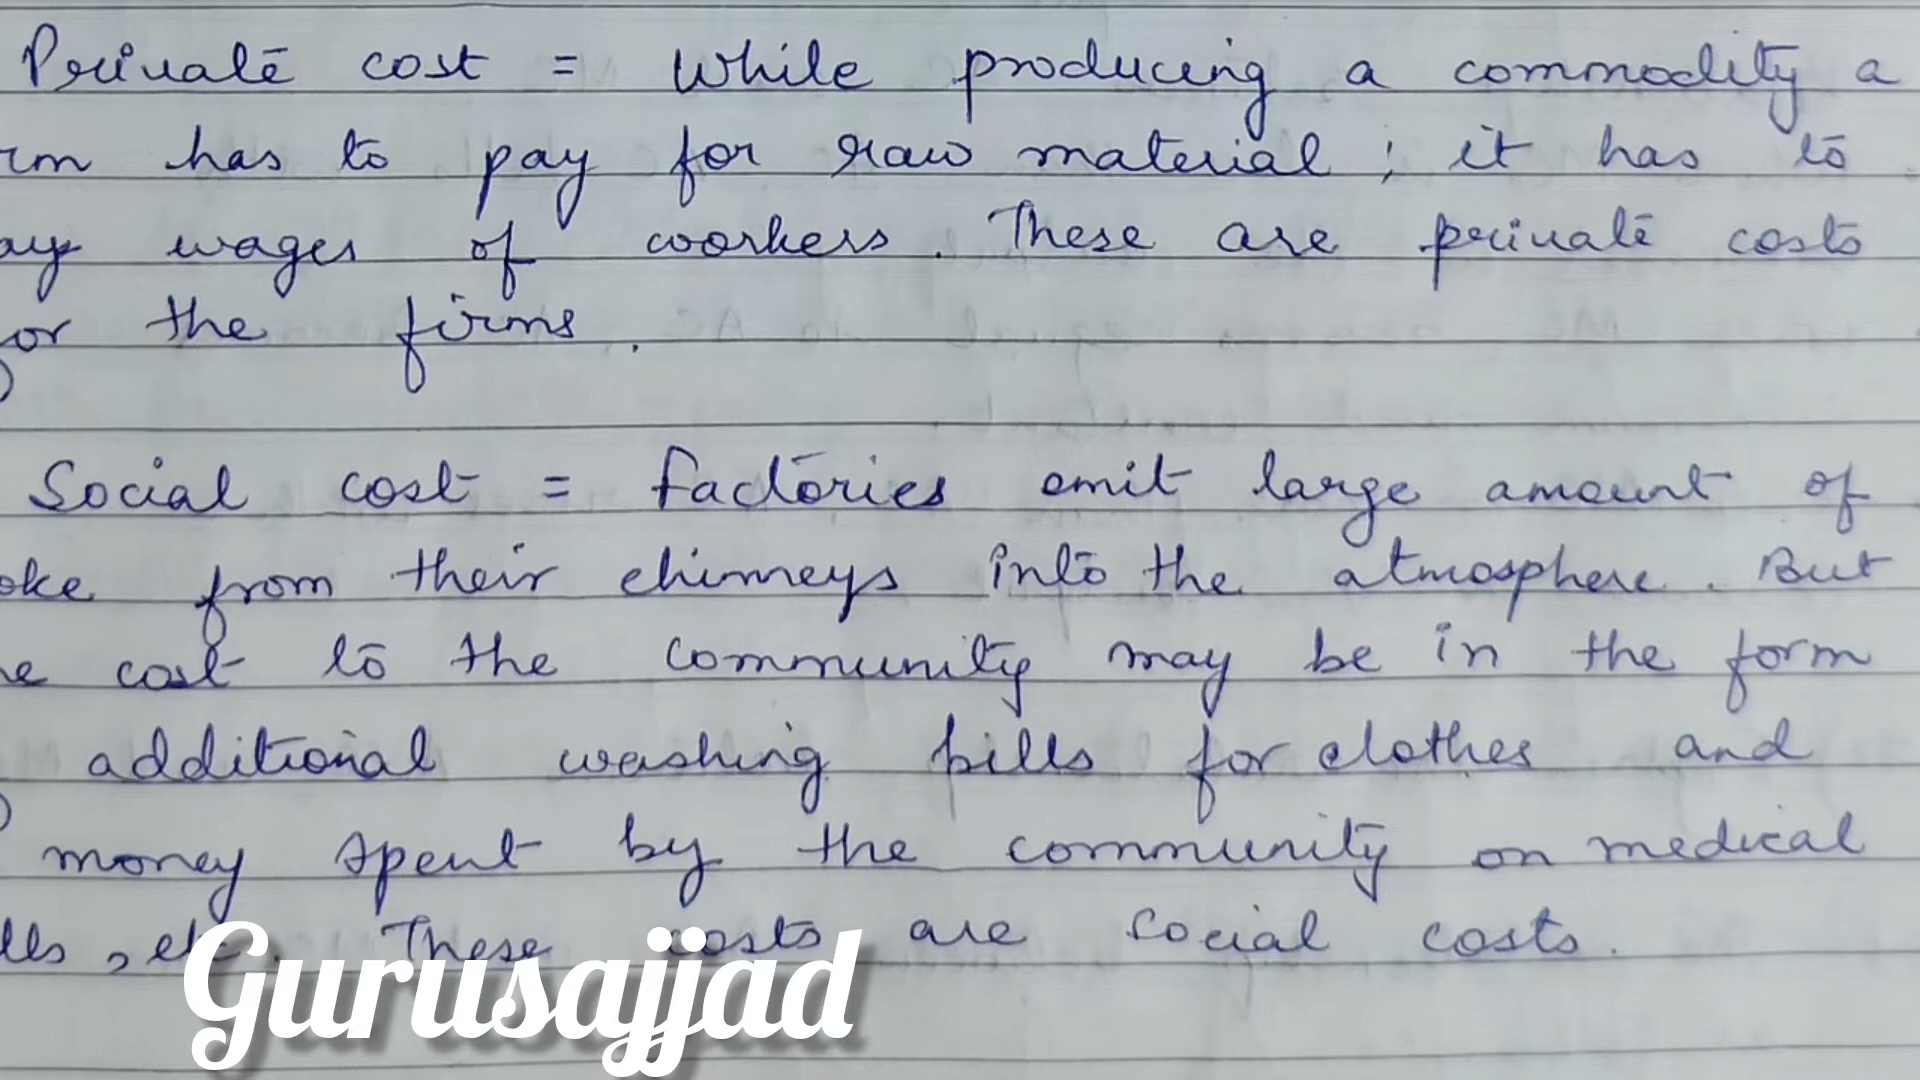 Private cost = While producing a commodity a
rm has to pay for raw material ; it has to
ay wages of workers. These are private costs
for the firms.
Social cost = factories emit large amount of
oke from their chimeys into the atmosphere. But
he cost to the community may be in the form
additional washing bills for clothes and
money spent by the community on medical
lls, etc. These costs are social costs.
Gurusajjad